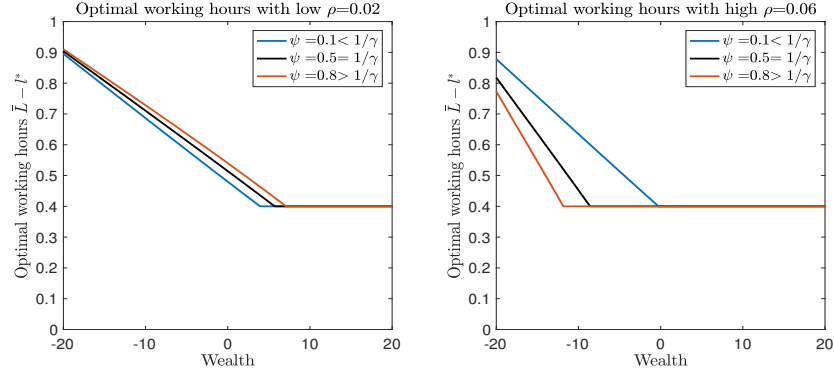 Optimal working hours with low ρ=0.02
Optimal working hours L̄ − l*
1
0.9
0.8
0.7
0.6
0.5
0.4
0.3
0.2
0.1
0
-20
-10
0
10
20
Wealth
ψ =0.1< 1/γ
ψ =0.5= 1/γ
ψ =0.8> 1/γ
Optimal working hours with high ρ=0.06
Optimal working hours L̄ − l*
1
0.9
0.8
0.7
0.6
0.5
0.4
0.3
0.2
0.1
0
-20
-10
0
10
20
Wealth
ψ =0.1< 1/γ
ψ =0.5= 1/γ
ψ =0.8> 1/γ